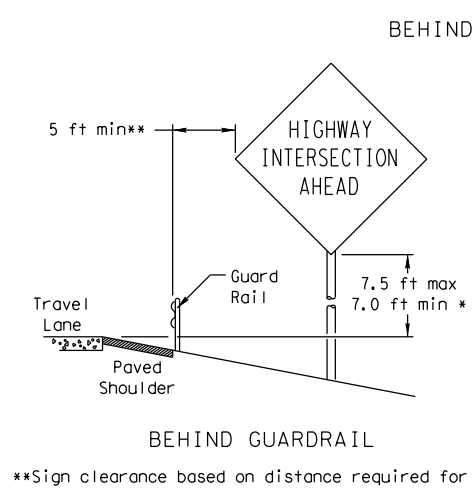 BEHIND
5 ft min**
HIGHWAY
INTERSECTION
AHEAD
Guard
Rail
7.5 ft max
7.0 ft min *
Travel
Lane
Paved
Shoulder
BEHIND GUARDRAIL
**Sign clearance based on distance required for